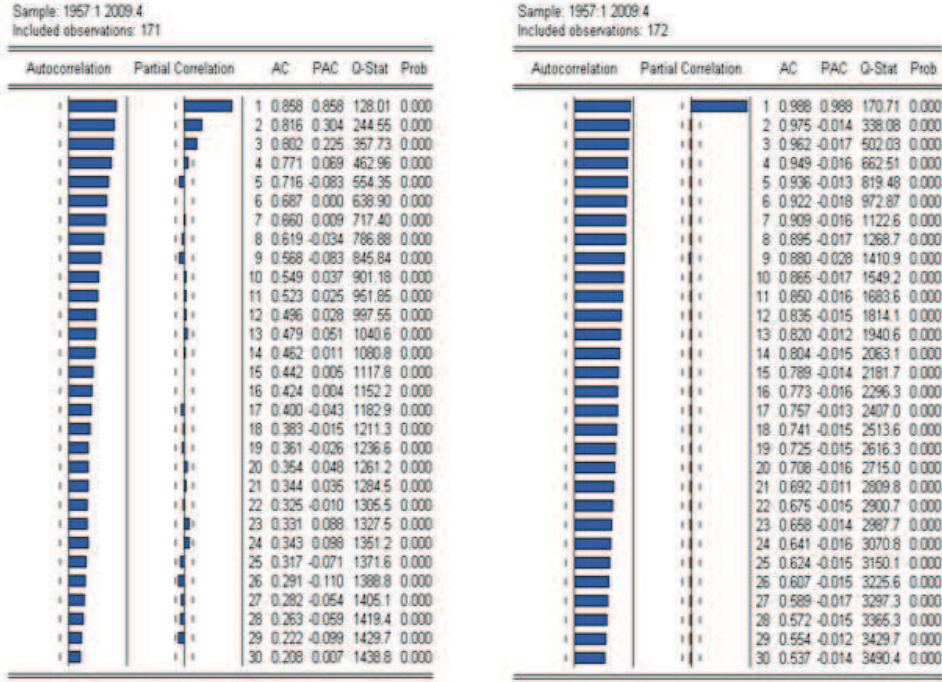 Sample: 1957:1 2009:4
Included observations: 171
Autocorrelation Partial Correlation AC PAC Q-Stat Prob
1 0.858 0.858 128.01 0.000
2 0.816 0.304 244.55 0.000
3 0.802 0.225 357.73 0.000
4 0.771 0.069 462.96 0.000
5 0.716 -0.083 554.35 0.000
6 0.687 0.000 638.90 0.000
7 0.660 0.009 717.40 0.000
8 0.619 -0.034 786.88 0.000
9 0.568 -0.083 845.84 0.000
10 0.549 0.037 901.18 0.000
11 0.523 0.025 951.85 0.000
12 0.496 0.028 997.55 0.000
13 0.479 0.051 1040.6 0.000
14 0.462 0.011 1080.8 0.000
15 0.442 0.005 1117.8 0.000
16 0.424 0.004 1152.2 0.000
17 0.400 -0.043 1182.9 0.000
18 0.383 -0.015 1211.3 0.000
19 0.361 -0.026 1236.6 0.000
20 0.354 0.048 1261.2 0.000
21 0.344 0.035 1284.5 0.000
22 0.325 -0.010 1305.5 0.000
23 0.331 0.088 1327.5 0.000
24 0.343 0.098 1351.2 0.000
25 0.317 -0.071 1371.6 0.000
26 0.291 -0.110 1388.8 0.000
27 0.282 -0.054 1405.1 0.000
28 0.263 -0.059 1419.4 0.000
29 0.222 -0.099 1429.7 0.000
30 0.208 0.007 1438.8 0.000
Sample: 1957:1 2009:4
Included observations: 172
Autocorrelation Partial Correlation AC PAC Q-Stat Prob
1 0.988 0.988 170.71 0.000
2 0.975 -0.014 338.08 0.000
3 0.962 -0.017 502.03 0.000
4 0.949 -0.016 662.51 0.000
5 0.936 -0.013 819.48 0.000
6 0.922 -0.018 972.87 0.000
7 0.909 -0.016 1122.6 0.000
8 0.895 -0.017 1268.7 0.000
9 0.880 -0.028 1410.9 0.000
10 0.865 -0.017 1549.2 0.000
11 0.850 -0.016 1683.6 0.000
12 0.835 -0.015 1814.1 0.000
13 0.820 -0.012 1940.6 0.000
14 0.804 -0.015 2063.1 0.000
15 0.789 -0.014 2181.7 0.000
16 0.773 -0.016 2296.3 0.000
17 0.757 -0.013 2407.0 0.000
18 0.741 -0.015 2513.6 0.000
19 0.725 -0.015 2616.3 0.000
20 0.708 -0.016 2715.0 0.000
21 0.692 -0.011 2809.8 0.000
22 0.675 -0.015 2900.7 0.000
23 0.658 -0.014 2987.7 0.000
24 0.641 -0.016 3070.8 0.000
25 0.624 -0.015 3150.1 0.000
26 0.607 -0.015 3225.6 0.000
27 0.589 -0.017 3297.3 0.000
28 0.572 -0.015 3365.3 0.000
29 0.554 -0.012 3429.7 0.000
30 0.537 -0.014 3490.4 0.000